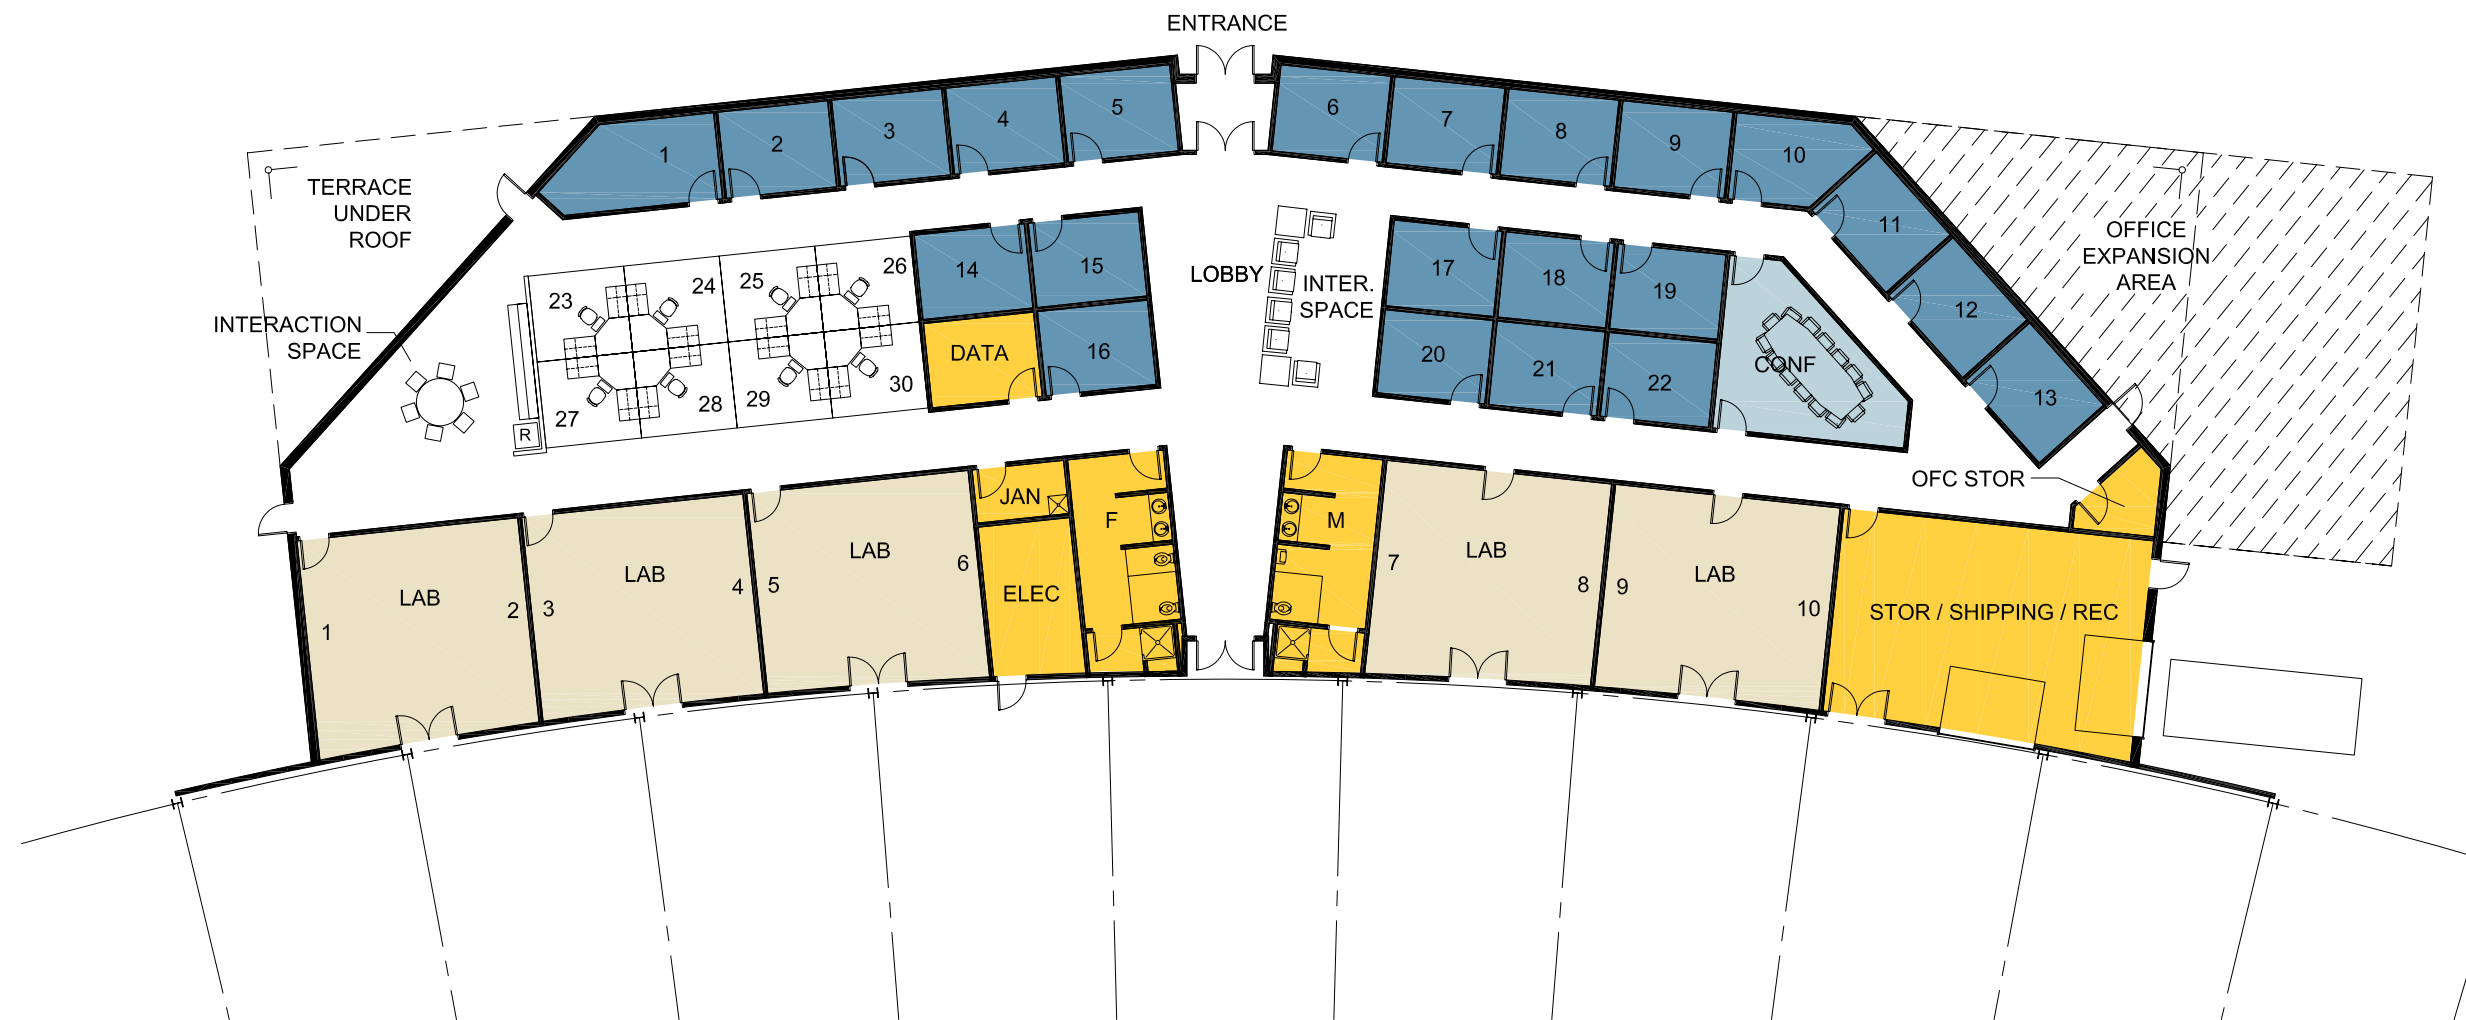 ENTRANCE
1
2
3
4
5
6
7
8
9
10
11
12
13
TERRACE
UNDER
ROOF
OFFICE
EXPANSION
AREA
INTERACTION
SPACE
23
24
25
26
27
28
29
30
R
14
15
DATA
16
LOBBY
INTER.
SPACE
17
18
19
20
21
22
CONF
OFC STOR
LAB
1
2
LAB
3
4
LAB
5
6
JAN
ELEC
F
M
LAB
7
8
LAB
9
10
STOR / SHIPPING / REC